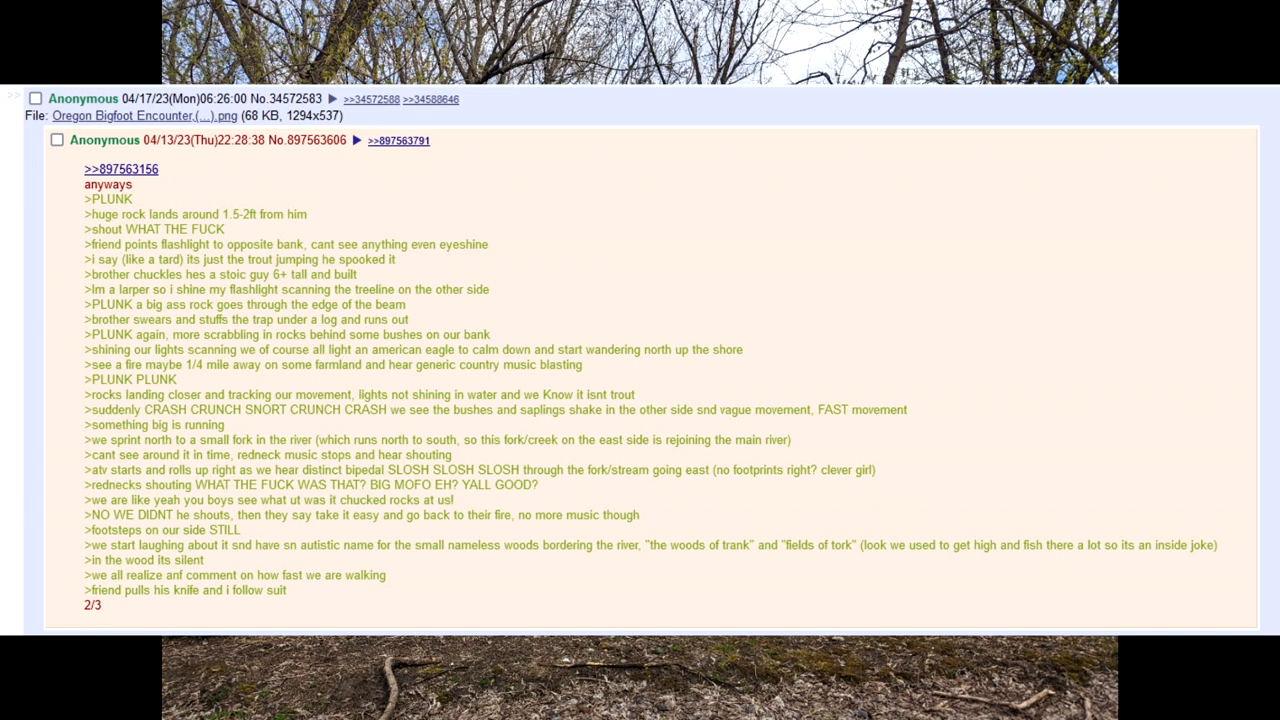 >> Anonymous 04/17/23(Mon)06:26:00 No.34572583 ▶ >>34572588 >>34588646
File: Oregon Bigfoot Encounter,(...).png (68 KB, 1294x537)
Anonymous 04/13/23(Thu)22:28:38 No.897563606 ▶ >>897563791
>>897563156
anyways
>PLUNK
>huge rock lands around 1.5-2ft from him
>shout WHAT THE FUCK
>friend points flashlight to opposite bank, cant see anything even eyeshine
>i say (like a tard) its just the trout jumping he spooked it
>brother chuckles hes a stoic guy 6+ tall and built
>Im a larper so i shine my flashlight scanning the treeline on the other side
>PLUNK a big ass rock goes through the edge of the beam
>brother swears and stuffs the trap under a log and runs out
>PLUNK again, more scrabbling in rocks behind some bushes on our bank
>shining our lights scanning we of course all light an american eagle to calm down and start wandering north up the shore
>see a fire maybe 1/4 mile away on some farmland and hear generic country music blasting
>PLUNK PLUNK
>rocks landing closer and tracking our movement, lights not shining in water and we Know it isnt trout
>suddenly CRASH CRUNCH SNORT CRUNCH CRASH we see the bushes and saplings shake in the other side snd vague movement, FAST movement
>something big is running
>we sprint north to a small fork in the river (which runs north to south, so this fork/creek on the east side is rejoining the main river)
>cant see around it in time, redneck music stops and hear shouting
>atv starts and rolls up right as we hear distinct bipedal SLOSH SLOSH SLOSH through the fork/stream going east (no footprints right? clever girl)
>rednecks shouting WHAT THE FUCK WAS THAT? BIG MOFO EH? YALL GOOD?
>we are like yeah you boys see what ut was it chucked rocks at us!
>NO WE DIDNT he shouts, then they say take it easy and go back to their fire, no more music though
>footsteps on our side STILL
>we start laughing about it snd have sn autistic name for the small nameless woods bordering the river, "the woods of trank" and "fields of tork" (look we used to get high and fish there a lot so its an inside joke)
>in the wood its silent
>we all realize anf comment on how fast we are walking
>friend pulls his knife and i follow suit
2/3